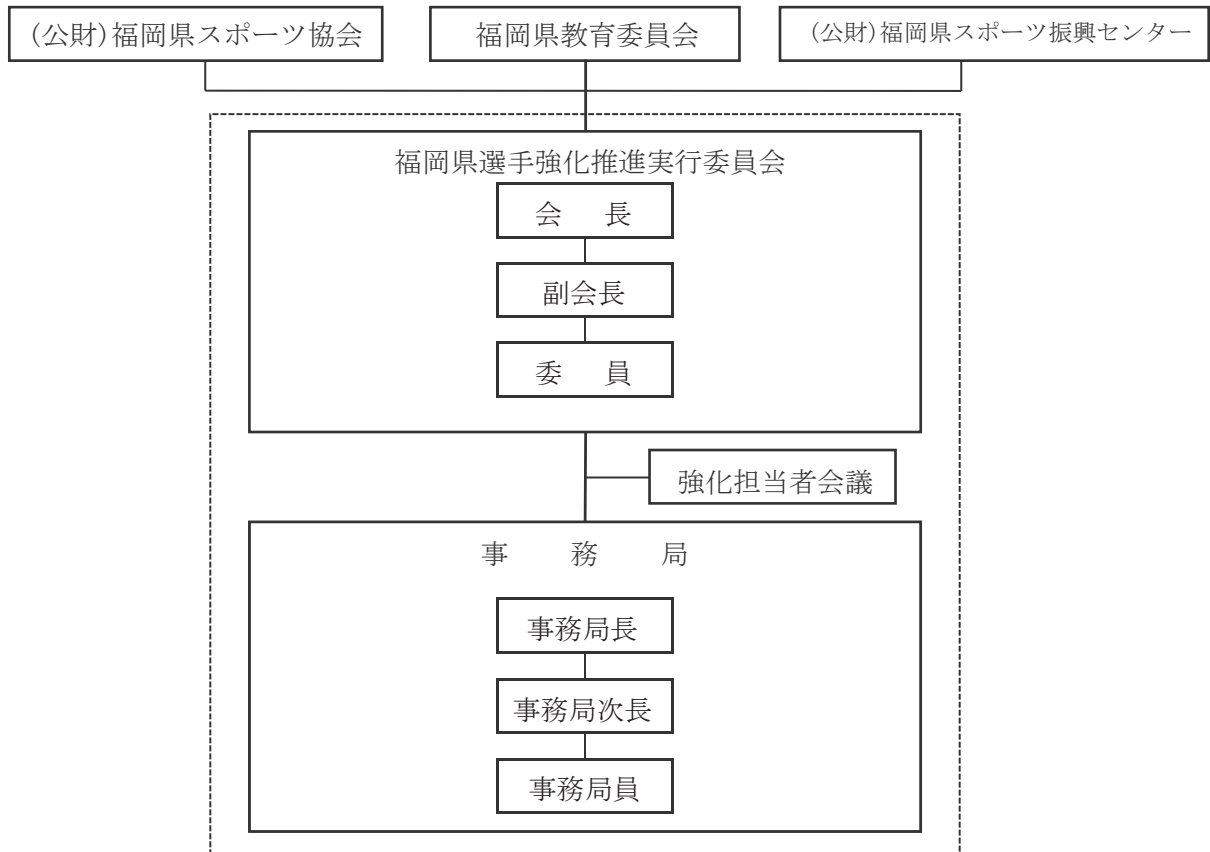 (公財)福岡県スポーツ協会
福岡県教育委員会
(公財)福岡県スポーツ振興センター
福岡県選手強化推進実行委員会
会　長
副会長
委　員
強化担当者会議
事　務　局
事務局長
事務局次長
事務局員